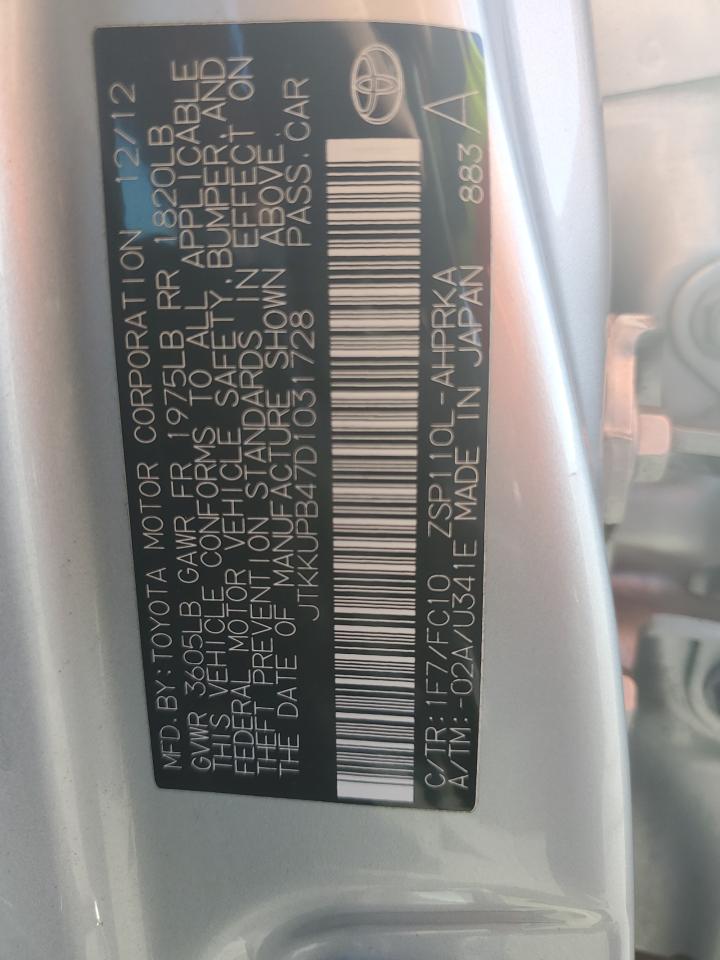 MFD. BY: TOYOTA MOTOR CORPORATION 12/12
GVWR 3605LB GAWR FR 1975LB RR 1820LB
THIS VEHICLE CONFORMS TO ALL APPLICABLE
FEDERAL MOTOR VEHICLE SAFETY, BUMPER, AND
THEFT PREVENTION STANDARDS IN EFFECT ON
THE DATE OF MANUFACTURE SHOWN ABOVE.
JTKKUPB47D1031728 PASS. CAR
C/TR: 1F7/FC10 ZSP110L-AHPRKA
A/TM: -02A/U341E MADE IN JAPAN 883 A